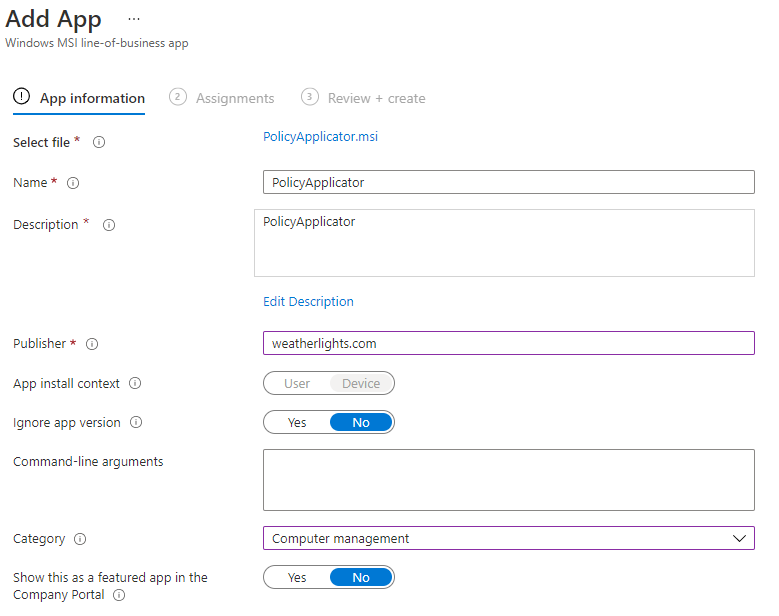 Add App ...
Windows MSI line-of-business app
App information 2 Assignments 3 Review + create
Select file *
PolicyApplicator.msi
Name *
PolicyApplicator
Description *
PolicyApplicator
Edit Description
Publisher *
weatherlights.com
App install context
User Device
Ignore app version
Yes No
Command-line arguments
Category
Computer management
Show this as a featured app in the
Company Portal
Yes No